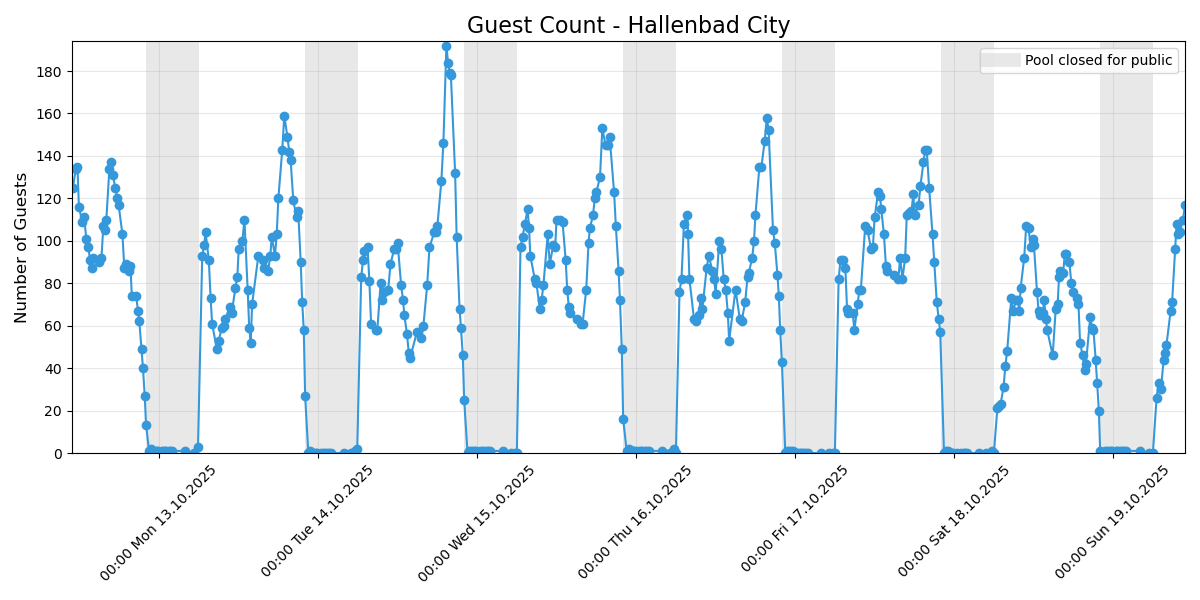 Guest Count - Hallenbad City
Pool closed for public
Number of Guests
180
160
140
120
100
80
60
40
20
0
00:00 Mon 13.10.2025
00:00 Tue 14.10.2025
00:00 Wed 15.10.2025
00:00 Thu 16.10.2025
00:00 Fri 17.10.2025
00:00 Sat 18.10.2025
00:00 Sun 19.10.2025